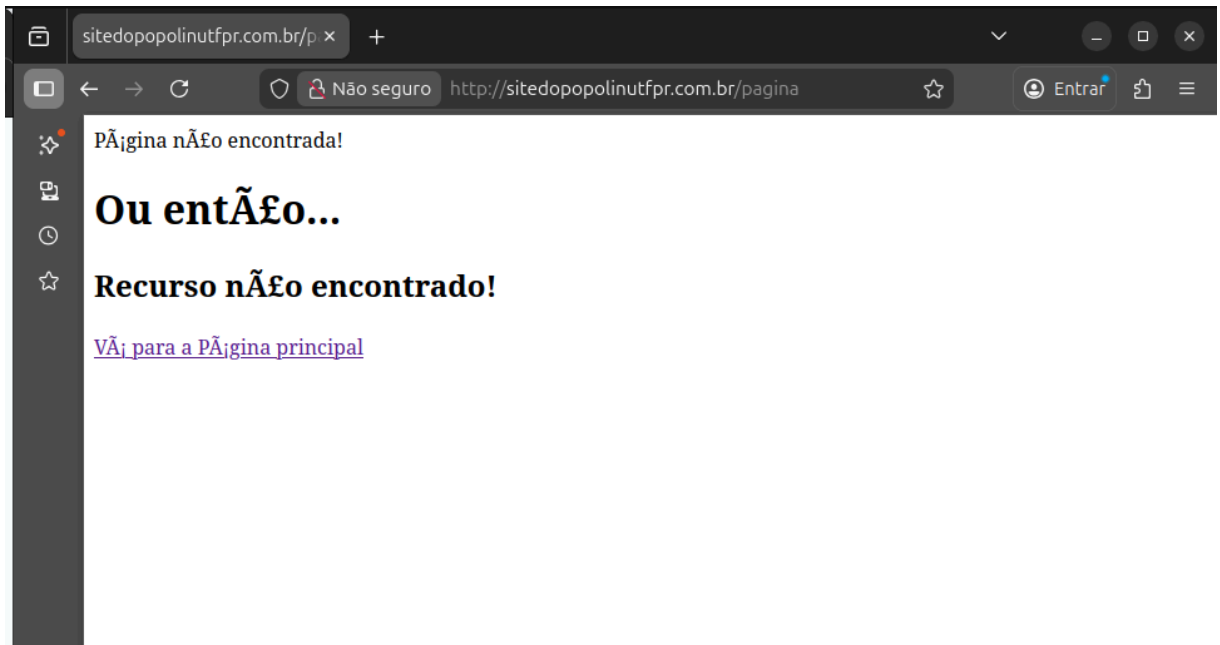 sitedopopolinutfpr.com.br/p
Não seguro
http://sitedopopolinutfpr.com.br/pagina
Entrar
PÃ¡gina nÃ£o encontrada!
Ou entÃ£o...
Recurso nÃ£o encontrado!
VÃ¡ para a PÃ¡gina principal